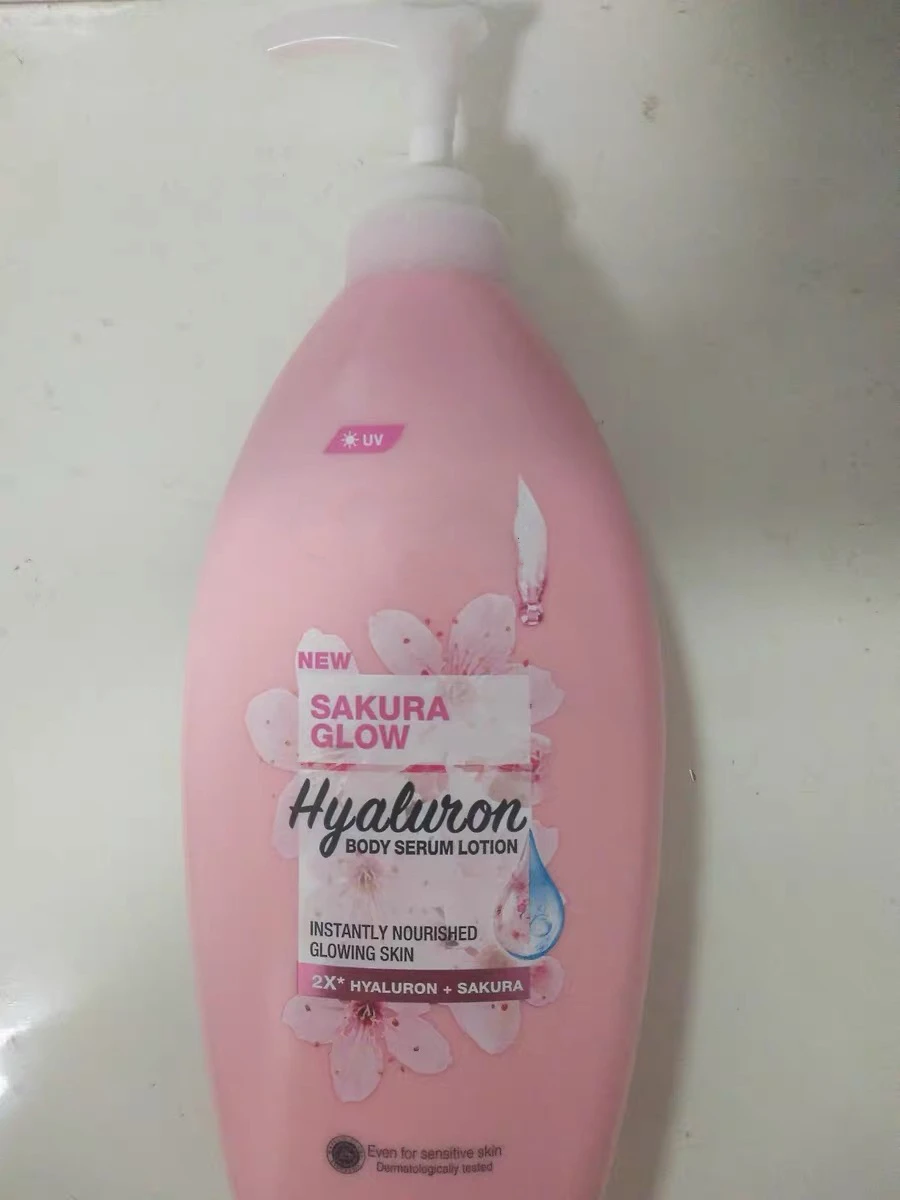 UV
NEW
SAKURA
GLOW
Hyaluron
BODY SERUM LOTION
INSTANTLY NOURISHED
GLOWING SKIN
2X* HYALURON + SAKURA
Even for sensitive skin
Dermatologically tested